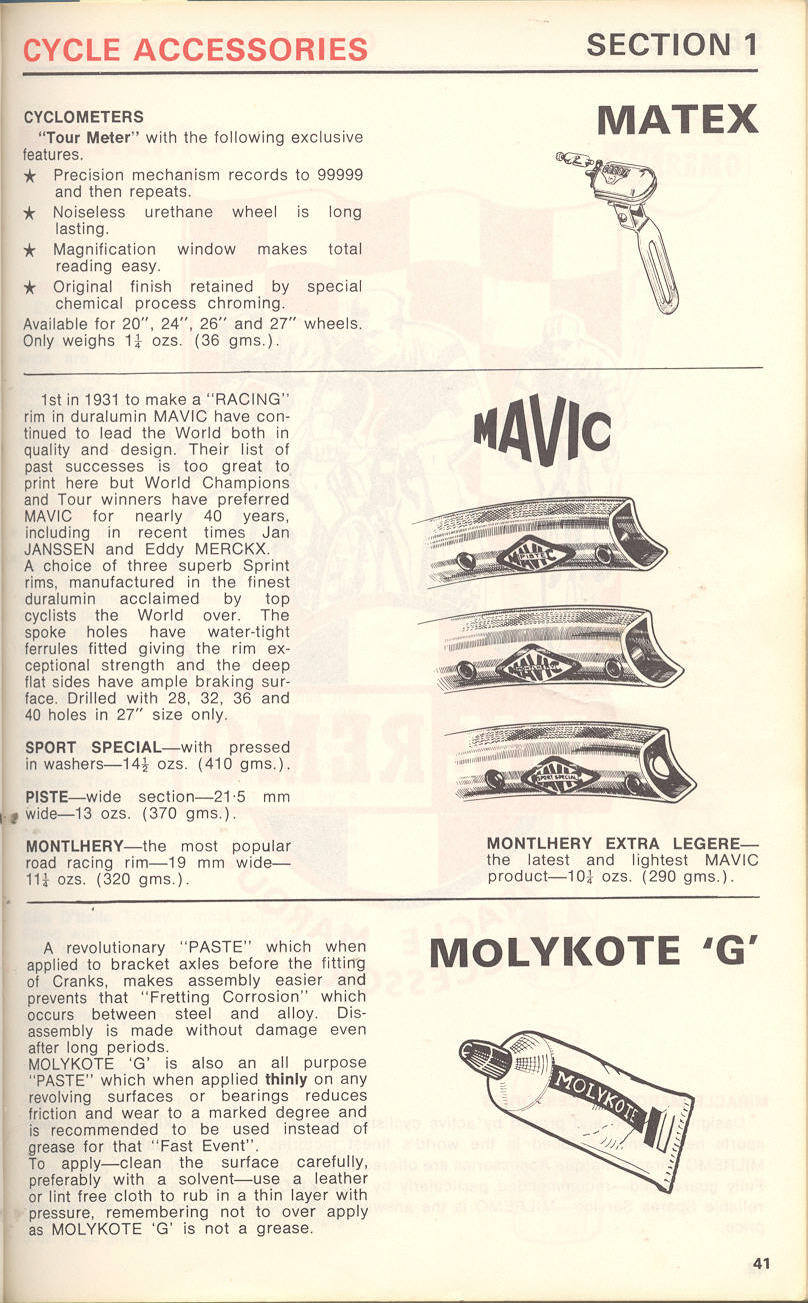 CYCLE ACCESSORIES
SECTION 1
CYCLOMETERS
"Tour Meter" with the following exclusive
features.
★ Precision mechanism records to 99999
and then repeats.
★ Noiseless urethane wheel is long
lasting.
★ Magnification window makes total
reading easy.
★ Original finish retained by special
chemical process chroming.
Available for 20", 24", 26" and 27" wheels.
Only weighs 1¼ ozs. (36 gms.).
MATEX
1st in 1931 to make a "RACING"
rim in duralumin MAVIC have con-
tinued to lead the World both in
quality and design. Their list of
past successes is too great to
print here but World Champions
and Tour winners have preferred
MAVIC for nearly 40 years,
including in recent times Jan
JANSSEN and Eddy MERCKX.
A choice of three superb Sprint
rims, manufactured in the finest
duralumin acclaimed by top
cyclists the World over. The
spoke holes have water-tight
ferrules fitted giving the rim ex-
ceptional strength and the deep
flat sides have ample braking sur-
face. Drilled with 28, 32, 36 and
40 holes in 27" size only.
SPORT SPECIAL—with pressed
in washers—14½ ozs. (410 gms.).
PISTE—wide section—21·5 mm
wide—13 ozs. (370 gms.).
MONTLHERY—the most popular
road racing rim—19 mm wide—
11¼ ozs. (320 gms.).
MAVIC
MAVIC
PISTE
MAVIC
MAVIC
SPORT SPECIAL
MONTLHERY EXTRA LEGERE—
the latest and lightest MAVIC
product—10¼ ozs. (290 gms.).
A revolutionary "PASTE" which when
applied to bracket axles before the fitting
of Cranks, makes assembly easier and
prevents that "Fretting Corrosion" which
occurs between steel and alloy. Dis-
assembly is made without damage even
after long periods.
MOLYKOTE 'G' is also an all purpose
"PASTE" which when applied thinly on any
revolving surfaces or bearings reduces
friction and wear to a marked degree and
is recommended to be used instead of
grease for that "Fast Event".
To apply—clean the surface carefully,
preferably with a solvent—use a leather
or lint free cloth to rub in a thin layer with
pressure, remembering not to over apply
as MOLYKOTE 'G' is not a grease.
MOLYKOTE 'G'
MOLYKOTE
41